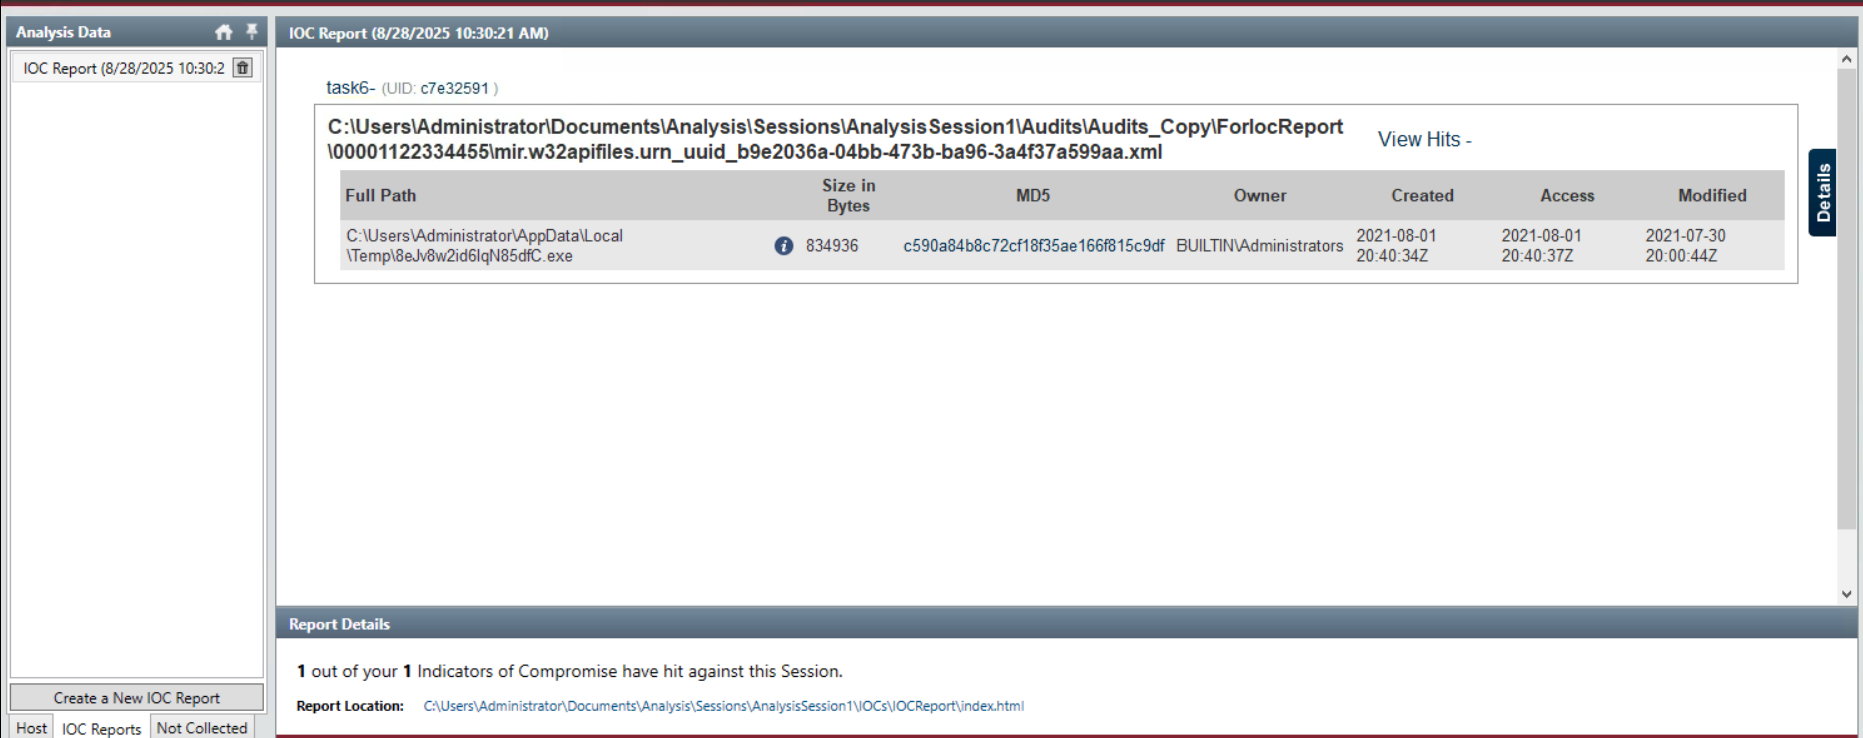 Analysis Data
IOC Report (8/28/2025 10:30:2
Create a New IOC Report
Host
IOC Reports
Not Collected
IOC Report (8/28/2025 10:30:21 AM)
task6- (UID: c7e32591 )
C:\Users\Administrator\Documents\Analysis\Sessions\AnalysisSession1\Audits\Audits_Copy\ForIocReport
\00001122334455\mir.w32apifiles.urn_uuid_b9e2036a-04bb-473b-ba96-3a4f37a599aa.xml
View Hits -
Full Path
Size in
Bytes
MD5
Owner
Created
Access
Modified
C:\Users\Administrator\AppData\Local
\Temp\8eJv8w2id6IqN85dfC.exe
i
834936
c590a84b8c72cf18f35ae166f815c9df
BUILTIN\Administrators
2021-08-01
20:40:34Z
2021-08-01
20:40:37Z
2021-07-30
20:00:44Z
Details
Report Details
1 out of your 1 Indicators of Compromise have hit against this Session.
Report Location: C:\Users\Administrator\Documents\Analysis\Sessions\AnalysisSession1\IOCs\IOCReport\index.html